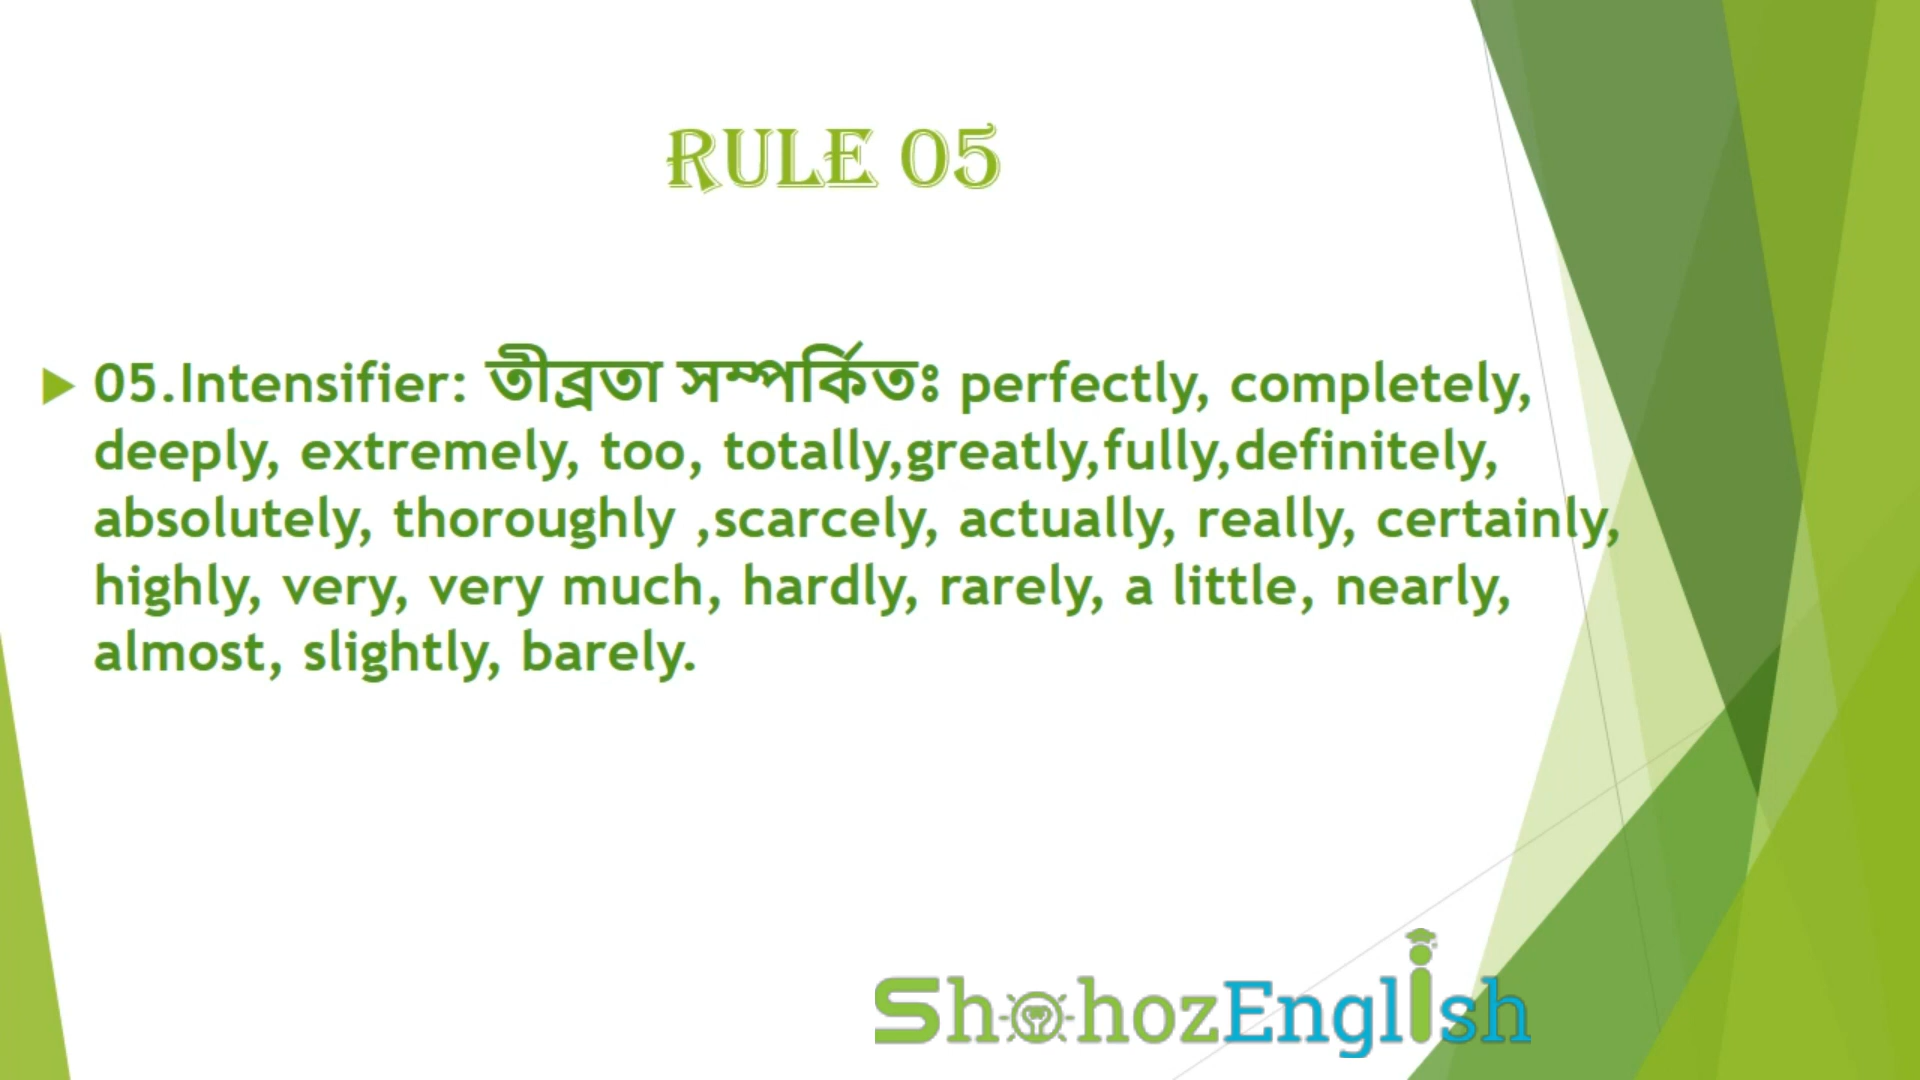 RULE 05
05.Intensifier: তীব্রতা সম্পর্কিতঃ perfectly, completely,
deeply, extremely, too, totally,greatly,fully,definitely,
absolutely, thoroughly ,scarcely, actually, really, certainly,
highly, very, very much, hardly, rarely, a little, nearly,
almost, slightly, barely.
ShohozEnglish